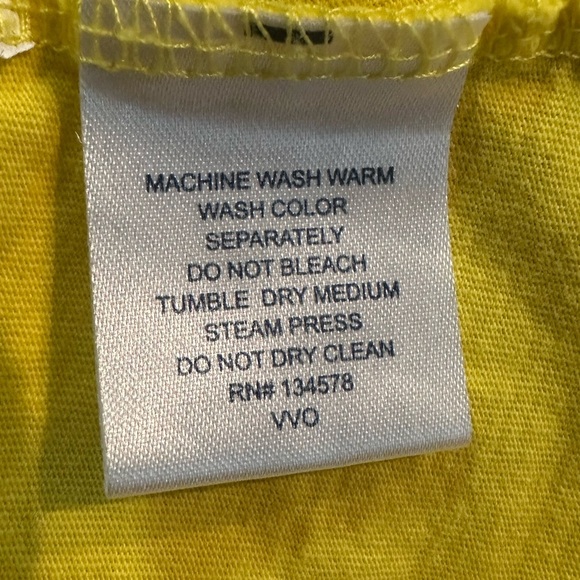 MACHINE WASH WARM
WASH COLOR
SEPARATELY
DO NOT BLEACH
TUMBLE DRY MEDIUM
STEAM PRESS
DO NOT DRY CLEAN
RN# 134578
VVO